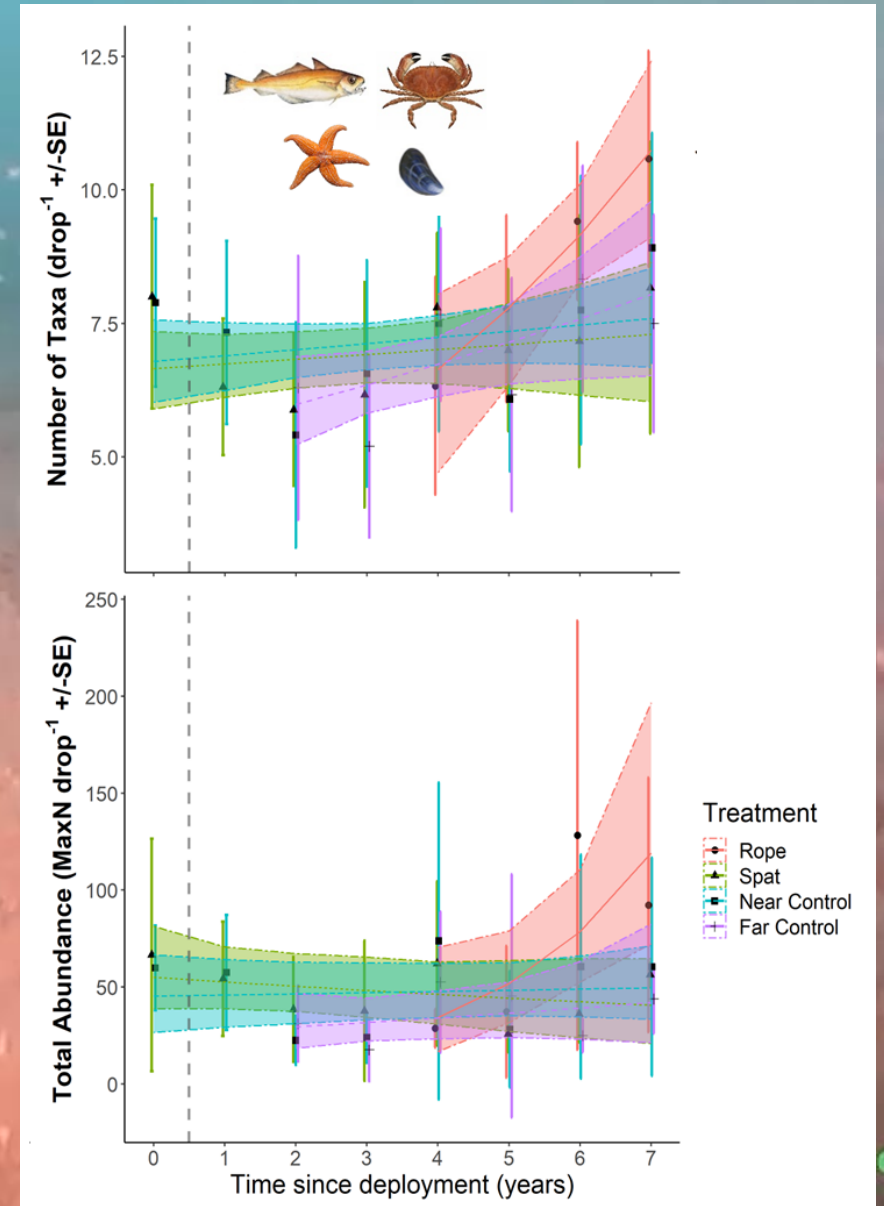 Number of Taxa (drop⁻¹ +/-SE)
12.5
10.0
7.5
5.0
Total Abundance (MaxN drop⁻¹ +/-SE)
250
200
150
100
50
0
0 1 2 3 4 5 6 7
Time since deployment (years)
Treatment
Rope
Spat
Near Control
Far Control